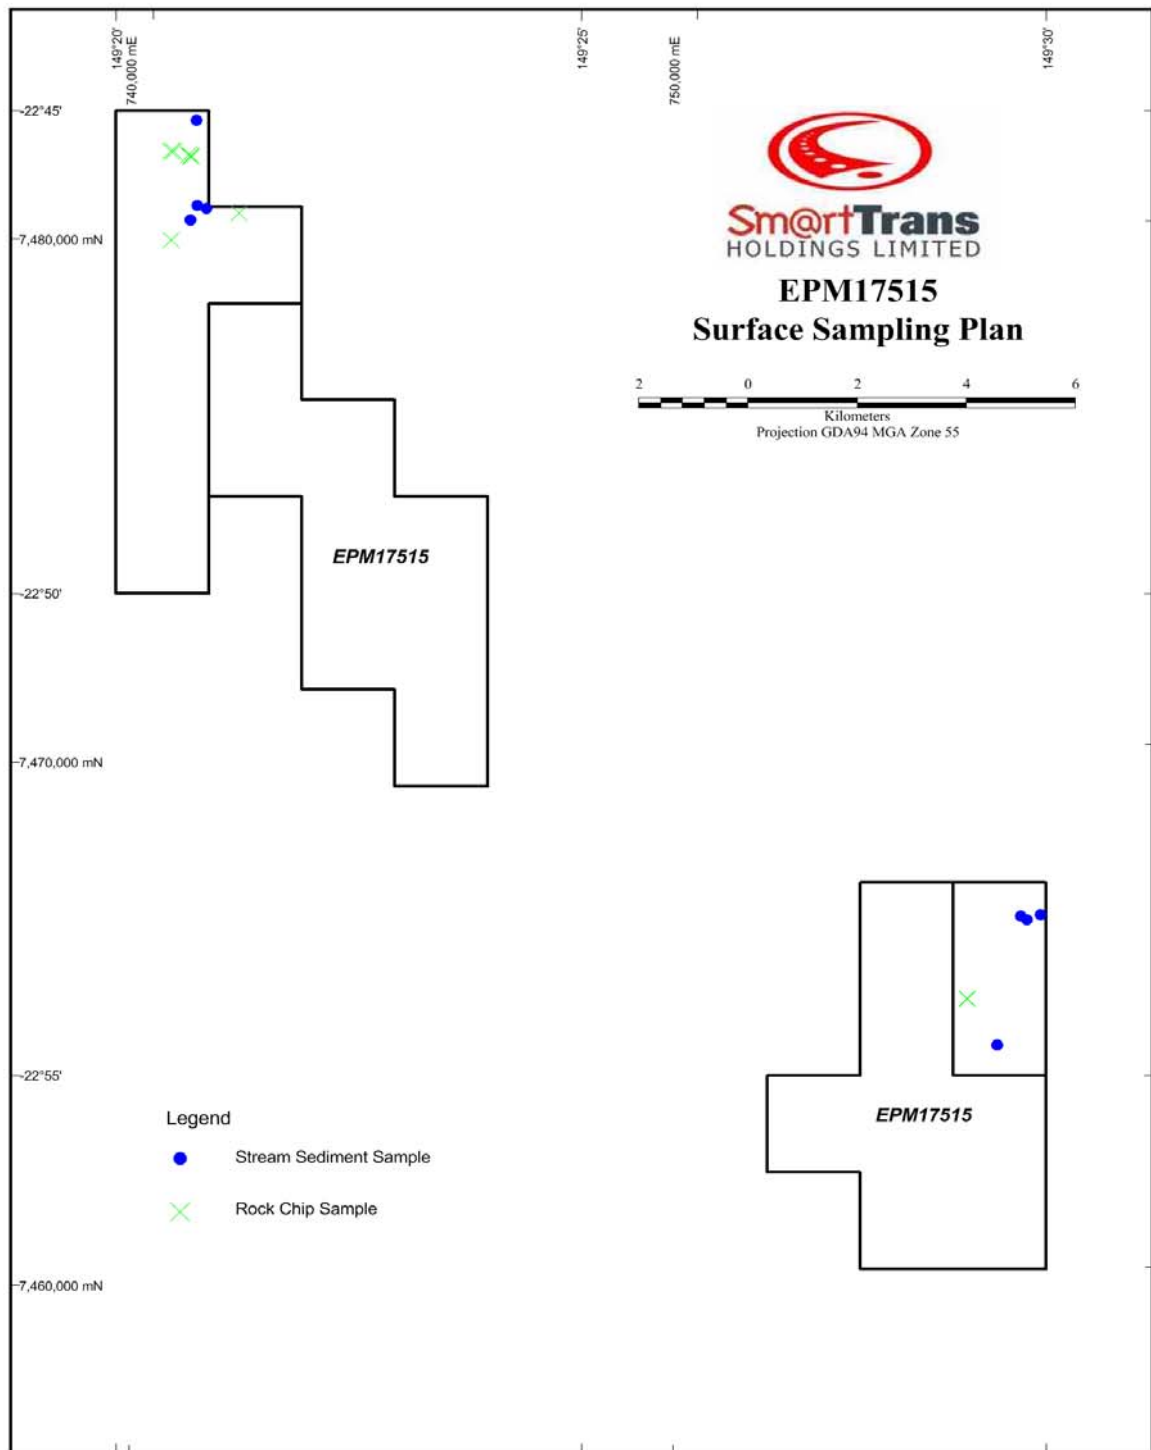 149°20'
740,000 mE
149°25'
750,000 mE
149°30'
-22°45'
Sm@rtTrans
HOLDINGS LIMITED
7,480,000 mN
EPM17515
Surface Sampling Plan
2 0 2 4 6
Kilometers
Projection GDA94 MGA Zone 55
EPM17515
-22°50'
7,470,000 mN
-22°55'
EPM17515
Legend
Stream Sediment Sample
Rock Chip Sample
7,460,000 mN